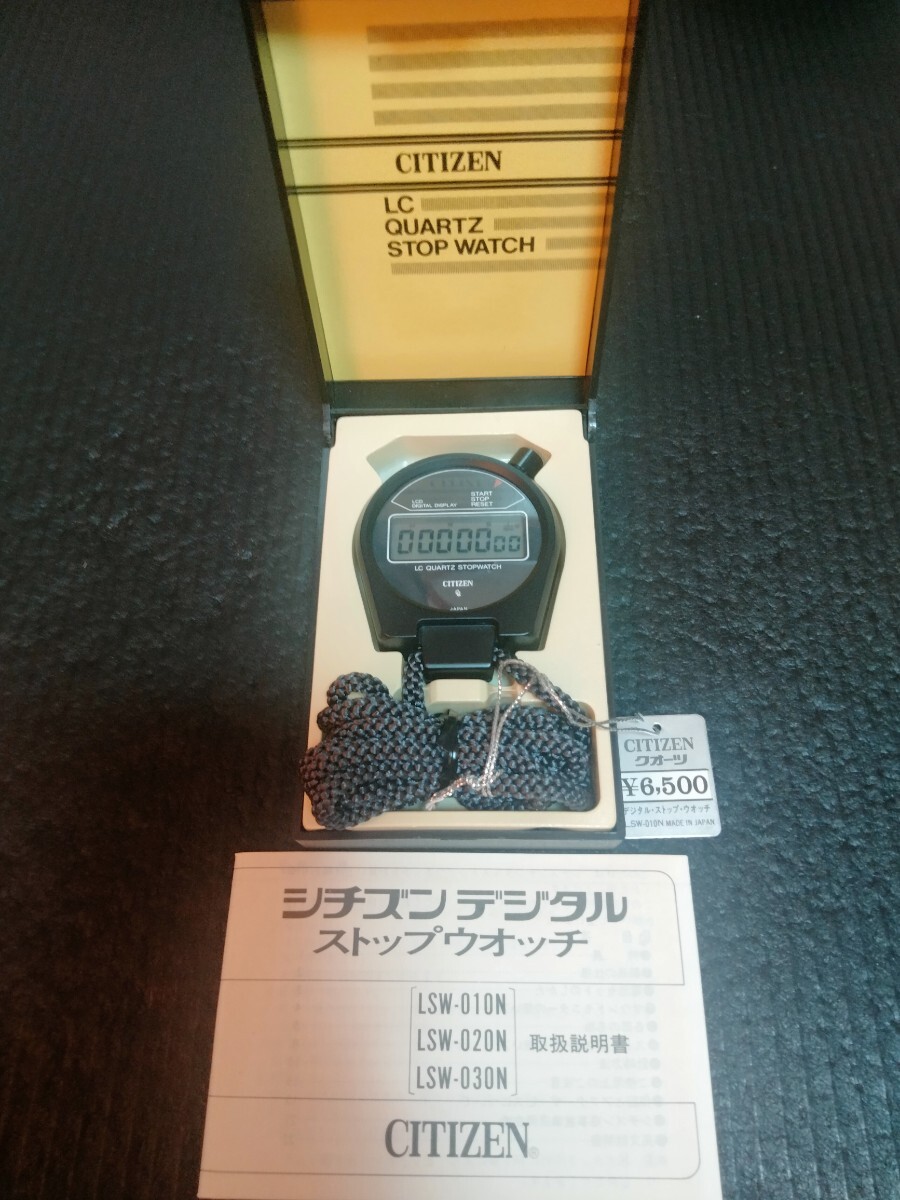 CITIZEN
LC
QUARTZ
STOP WATCH
LCD
DIGITAL DISPLAY
START
STOP
RESET
00000000
LC QUARTZ STOPWATCH
CITIZEN
JAPAN
CITIZEN
クオーツ
¥6,500
デジタル・ストップ・ウオッチ
LSW-010N MADE IN JAPAN
シチズン デジタル
ストップウオッチ
LSW-010N
LSW-020N 取扱説明書
LSW-030N
CITIZEN®